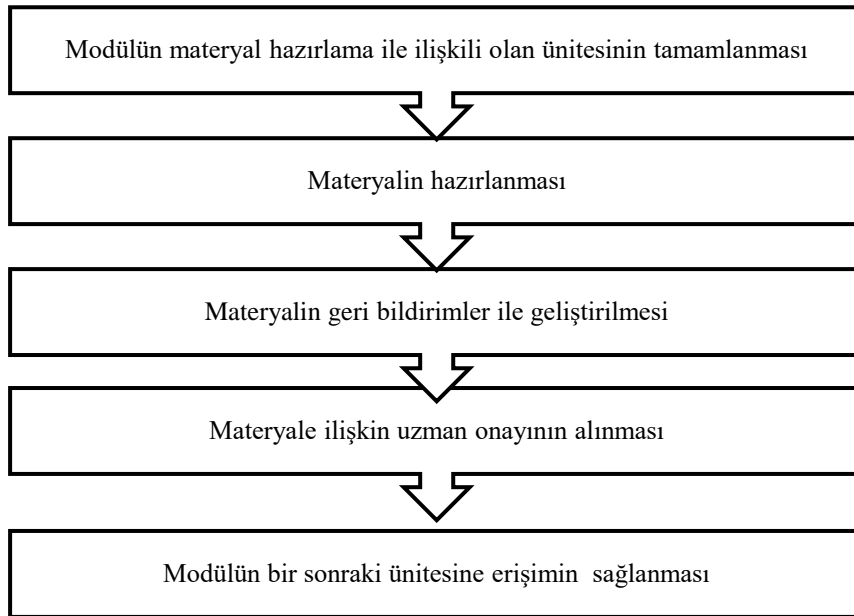 Modülün materyal hazırlama ile ilişkili olan ünitesinin tamamlanması
Materyalin hazırlanması
Materyalin geri bildirimler ile geliştirilmesi
Materyale ilişkin uzman onayının alınması
Modülün bir sonraki ünitesine erişimin sağlanması